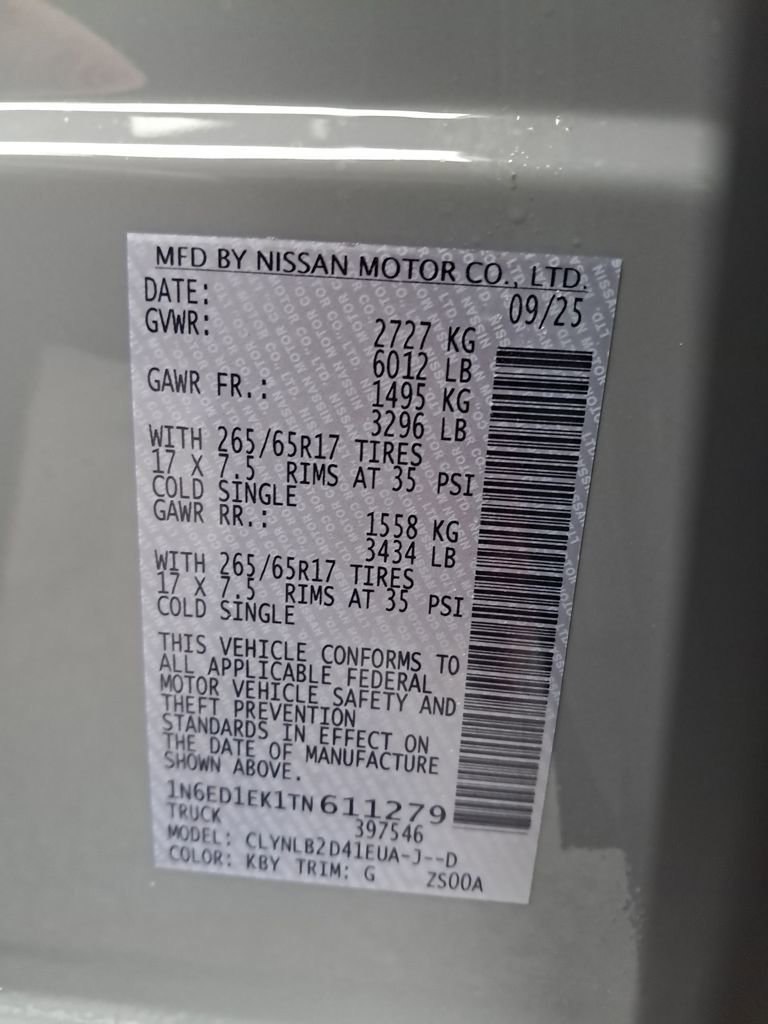 MFD BY NISSAN MOTOR CO., LTD.
DATE: 09/25
GVWR: 2727 KG
6012 LB
GAWR FR.: 1495 KG
3296 LB
WITH 265/65R17 TIRES
17 X 7.5 RIMS AT 35 PSI
COLD SINGLE
GAWR RR.: 1558 KG
3434 LB
WITH 265/65R17 TIRES
17 X 7.5 RIMS AT 35 PSI
COLD SINGLE
THIS VEHICLE CONFORMS TO
ALL APPLICABLE FEDERAL
MOTOR VEHICLE SAFETY AND
THEFT PREVENTION
STANDARDS IN EFFECT ON
THE DATE OF MANUFACTURE
SHOWN ABOVE.
1N6ED1EK1TN611279
TRUCK 397546
MODEL: CLYNLB2D41EUA-J--D
COLOR: KBY TRIM: G ZS00A